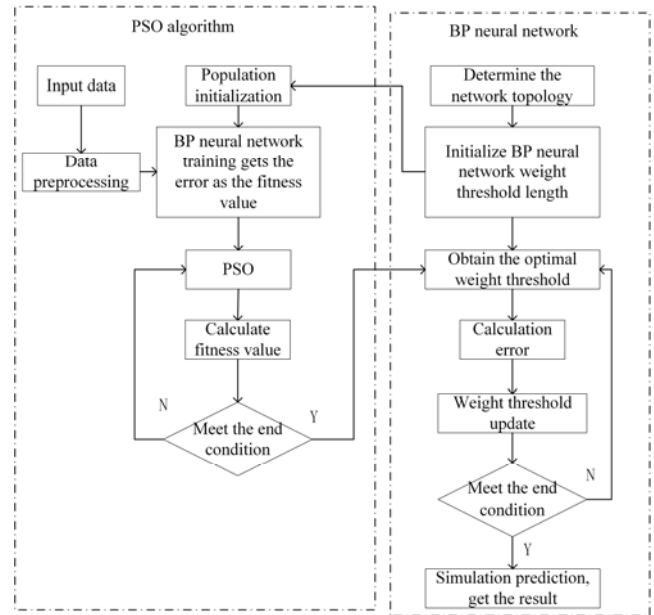 PSO algorithm
Input data
Population
initialization
Data
preprocessing
BP neural network
training gets the
error as the fitness
value
PSO
Calculate
fitness value
N
Meet the end
condition
Y
BP neural network
Determine the
network topology
Initialize BP neural
network weight
threshold length
Obtain the optimal
weight threshold
Calculation
error
Weight threshold
update
Meet the end
condition
N
Y
Simulation prediction,
get the result